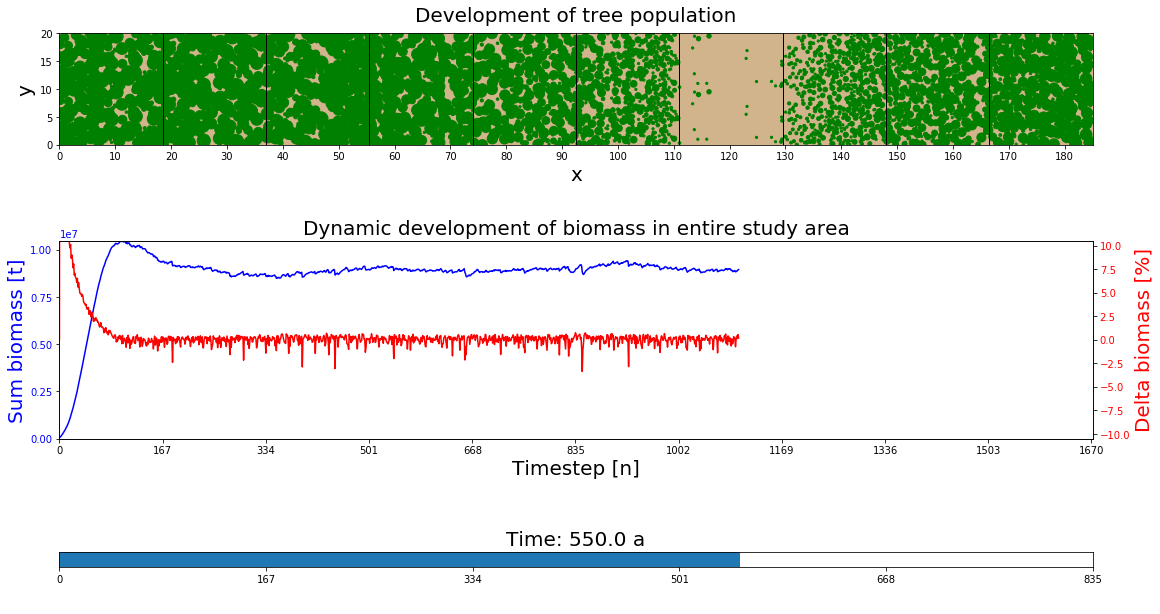 Development of tree population
y
20
15
10
5
0
0 10 20 30 40 50 60 70 80 90 100 110 120 130 140 150 160 170 180
x
Dynamic development of biomass in entire study area
1e7
Sum biomass [t]
1.00
0.75
0.50
0.25
0.00
10.0
7.5
5.0
2.5
0.0
−2.5
−5.0
−7.5
−10.0
Delta biomass [%]
0 167 334 501 668 835 1002 1169 1336 1503 1670
Timestep [n]
Time: 550.0 a
0 167 334 501 668 835